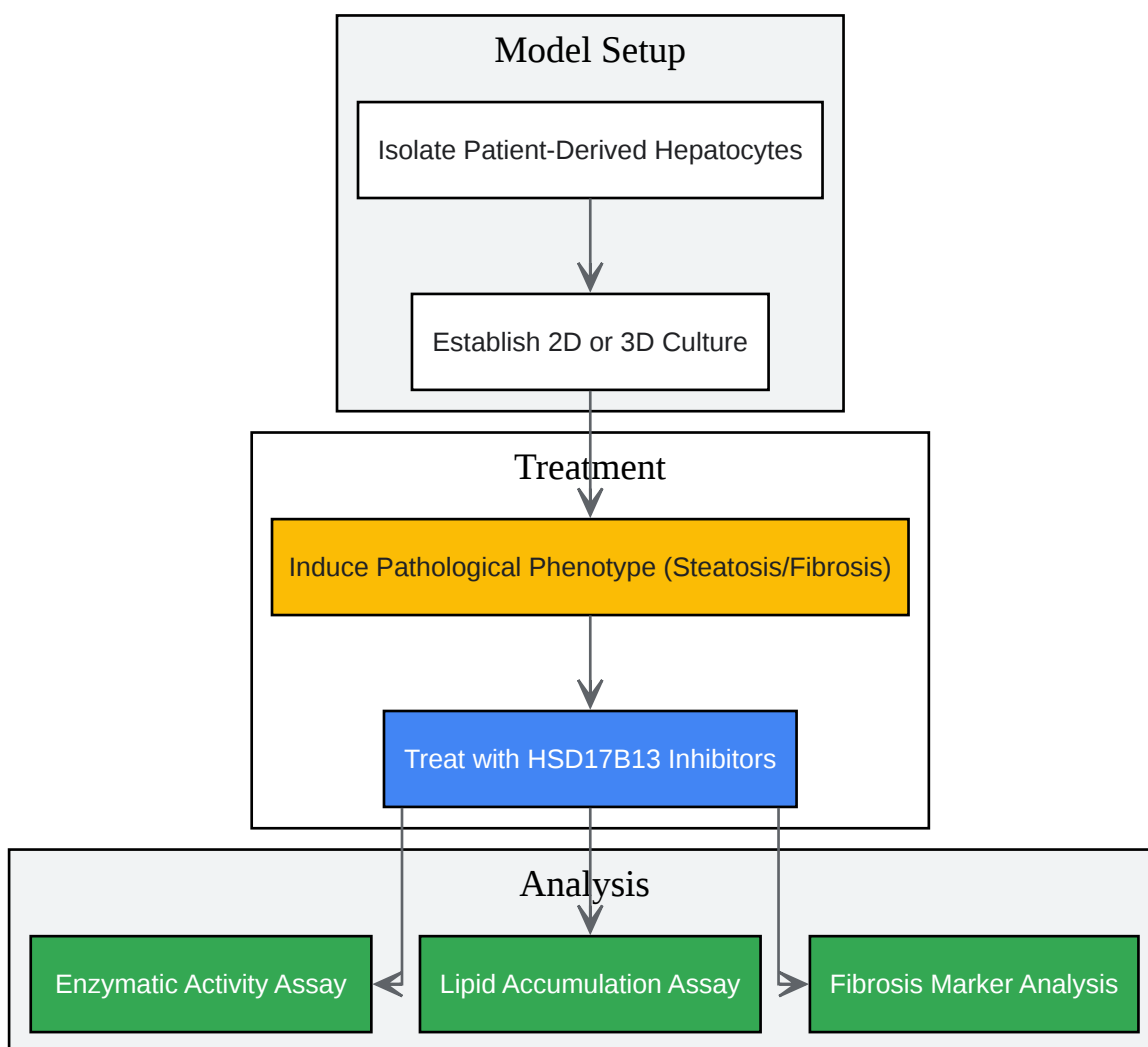 Model Setup
Isolate Patient-Derived Hepatocytes
Establish 2D or 3D Culture
Treatment
Induce Pathological Phenotype (Steatosis/Fibrosis)
Treat with HSD17B13 Inhibitors
Analysis
Enzymatic Activity Assay
Lipid Accumulation Assay
Fibrosis Marker Analysis